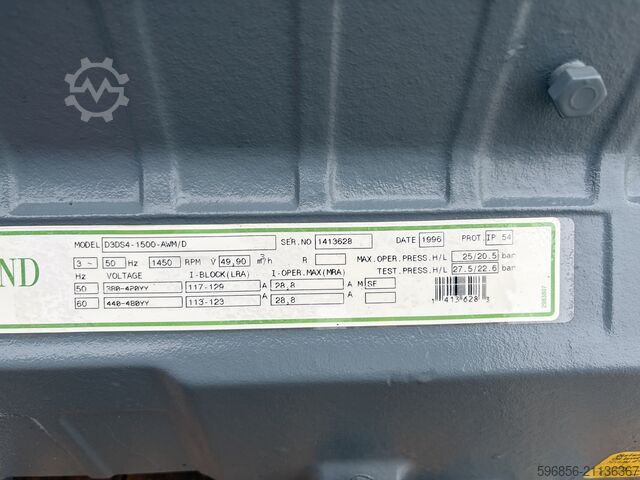 ND
MODEL D3DS4-1500-AWM/D SER.NO 1413628 DATE 1996 PROT. IP 54
3 ~ 50 Hz 1450 RPM V 49,90 m³/h R MAX.OPER.PRESS.H/L 25/20.5 bar
Hz VOLTAGE I-BLOCK(LRA) I-OPER.MAX(MRA) TEST.PRESS.H/L 27.5/22.6 bar
50 380-420YY 117-129 A 28,8 A M SF
60 440-480YY 113-123 A 28,8 A
1 413 628 3
596856-21136367